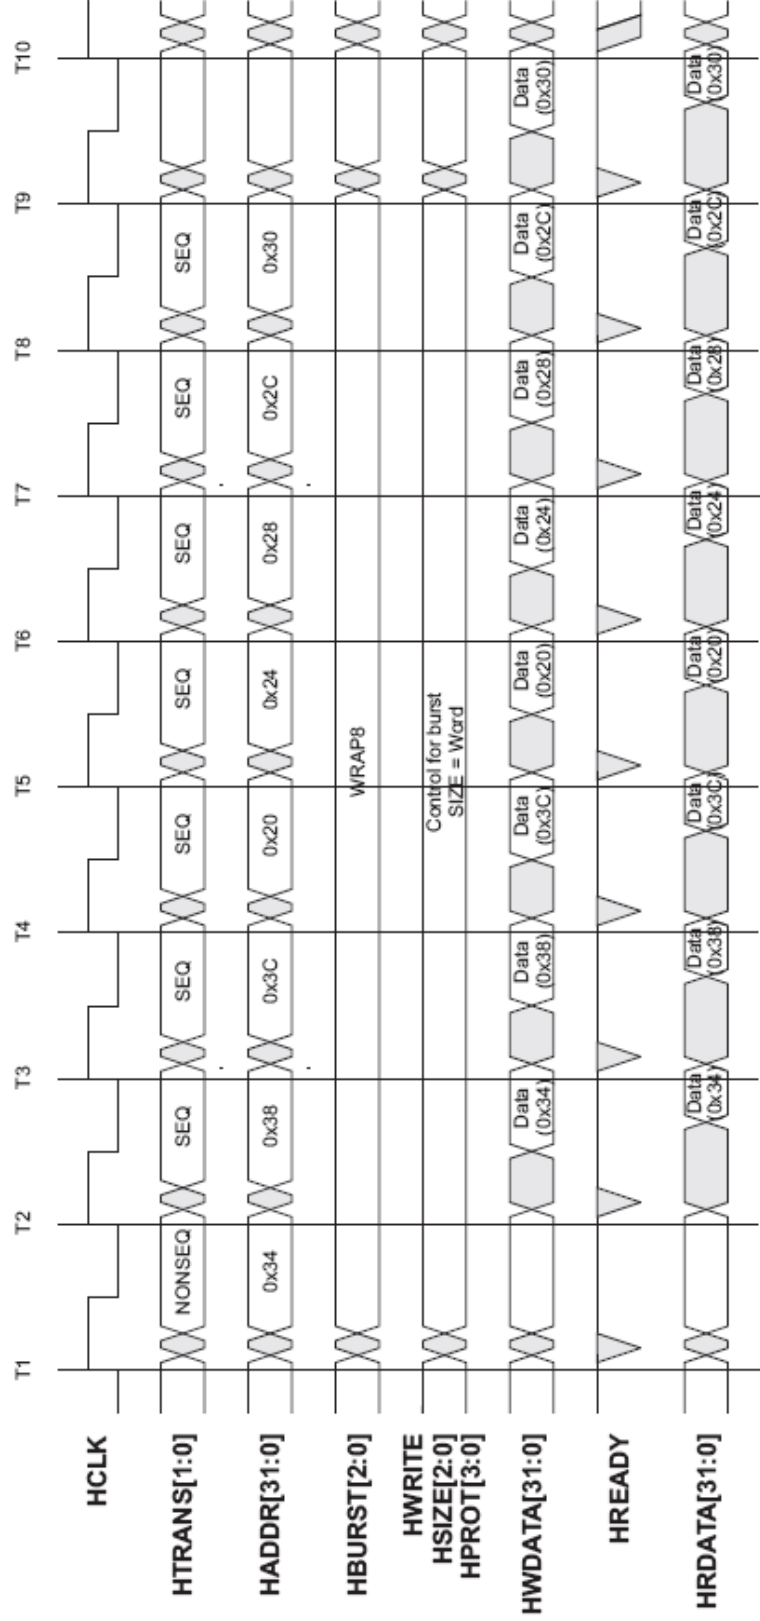 T1 T2 T3 T4 T5 T6 T7 T8 T9 T10
HCLK
HTRANS[1:0] NONSEQ SEQ SEQ SEQ SEQ SEQ SEQ SEQ
HADDR[31:0] 0x34 0x38 0x3C 0x20 0x24 0x28 0x2C 0x30
HBURST[2:0] WRAP8
HWRITE
HSIZE[2:0] Control for burst
HPROT[3:0] SIZE = Word
HWDATA[31:0] Data Data Data Data Data Data Data Data
(0x34) (0x38) (0x3C) (0x20) (0x24) (0x28) (0x2C) (0x30)
HREADY
HRDATA[31:0] Data Data Data Data Data Data Data Data
(0x34) (0x38) (0x3C) (0x20) (0x24) (0x28) (0x2C) (0x30)